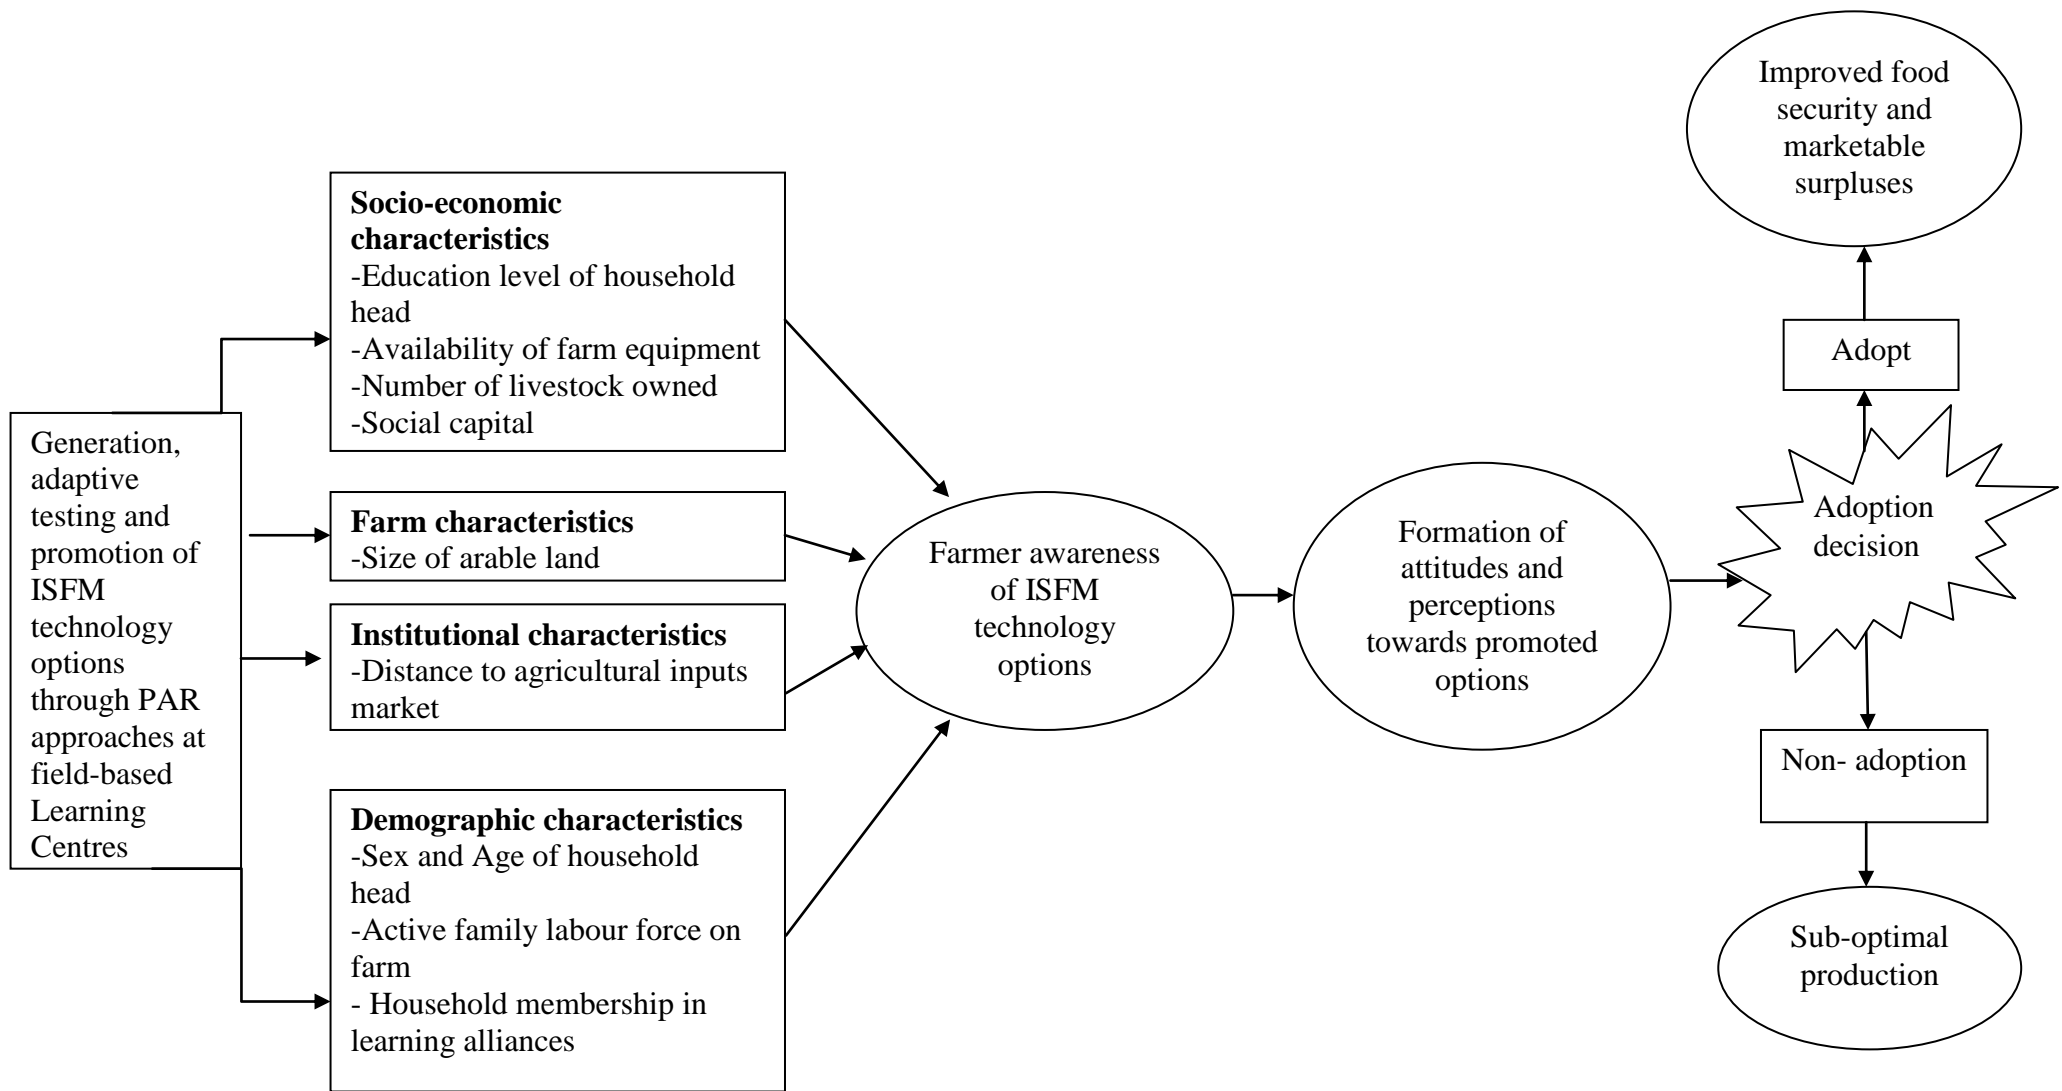 Generation,
adaptive
testing and
promotion of
ISFM
technology
options
through PAR
approaches at
field-based
Learning
Centres
Socio-economic
characteristics
-Education level of household
head
-Availability of farm equipment
-Number of livestock owned
-Social capital
Farm characteristics
-Size of arable land
Institutional characteristics
-Distance to agricultural inputs
market
Demographic characteristics
-Sex and Age of household
head
-Active family labour force on
farm
- Household membership in
learning alliances
Farmer awareness
of ISFM
technology
options
Formation of
attitudes and
perceptions
towards promoted
options
Adoption
decision
Adopt
Improved food
security and
marketable
surpluses
Non- adoption
Sub-optimal
production